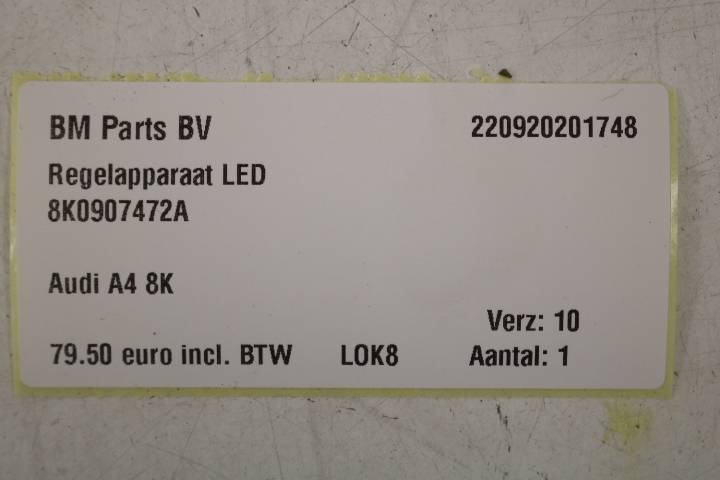 BM Parts BV 220920201748
Regelapparaat LED
8K0907472A
Audi A4 8K
Verz: 10
79.50 euro incl. BTW LOK8 Aantal: 1